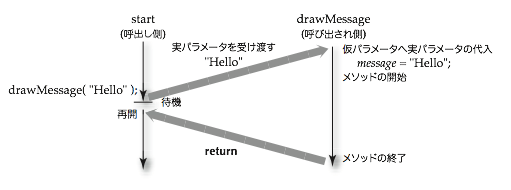 start
(呼出し側)
drawMessage
(呼び出され側)
実パラメータを受け渡す
"Hello"
仮パラメータへ実パラメータの代入
message = "Hello";
メソッドの開始
drawMessage( "Hello" );
待機
再開
return
メソッドの終了